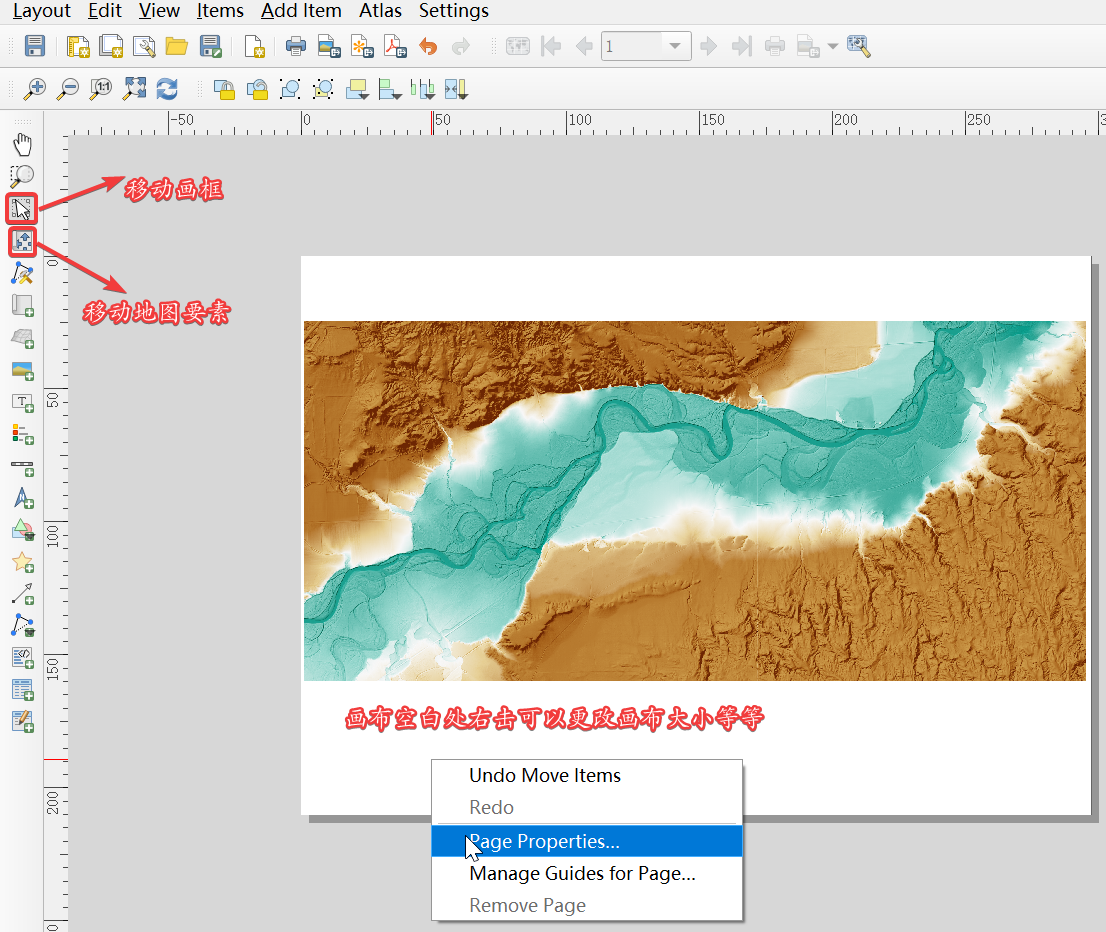 Layout Edit View Items Add Item Atlas Settings
1
1:1
-50 0 50 100 150 200 250 3
移动画框
移动地图要素
0
50
100
150
200
T
画布空白处右击可以更改画布大小等等
Undo Move Items
Redo
Page Properties...
Manage Guides for Page...
Remove Page